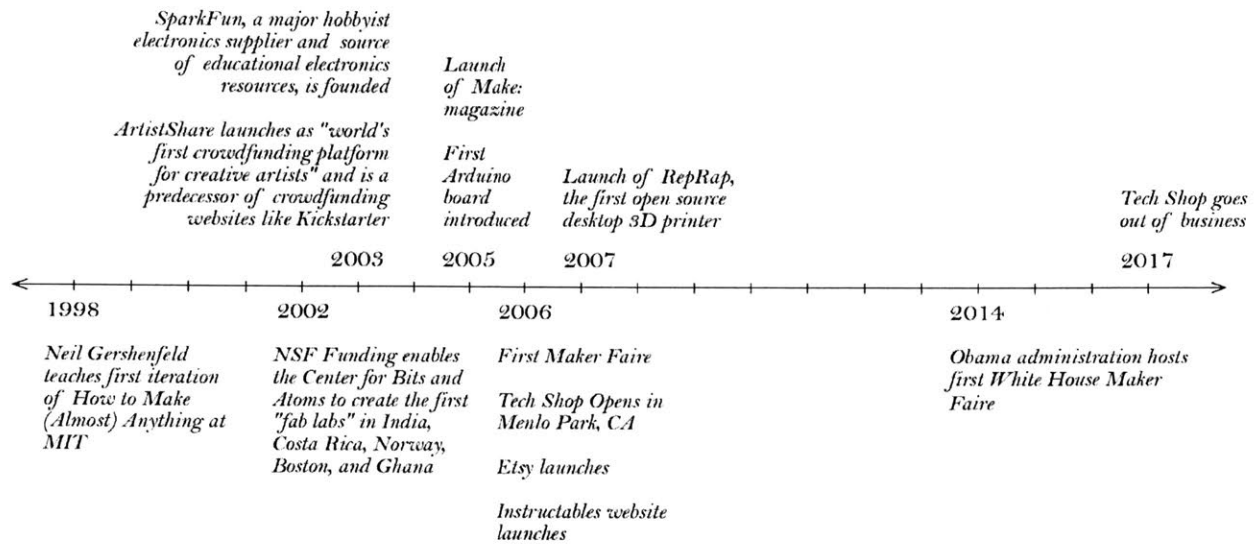 SparkFun, a major hobbyist
electronics supplier and source
of educational electronics
resources, is founded
ArtistShare launches as "world's
first crowdfunding platform
for creative artists" and is a
predecessor of crowdfunding
websites like Kickstarter
2003
Launch
of Make:
magazine
First
Arduino
board
introduced
2005
Launch of RepRap,
the first open source
desktop 3D printer
2007
Tech Shop goes
out of business
2017
1998
Neil Gershenfeld
teaches first iteration
of How to Make
(Almost) Anything at
MIT
2002
NSF Funding enables
the Center for Bits and
Atoms to create the first
"fab labs" in India,
Costa Rica, Norway,
Boston, and Ghana
2006
First Maker Faire
Tech Shop Opens in
Menlo Park, CA
Etsy launches
Instructables website
launches
2014
Obama administration hosts
first White House Maker
Faire